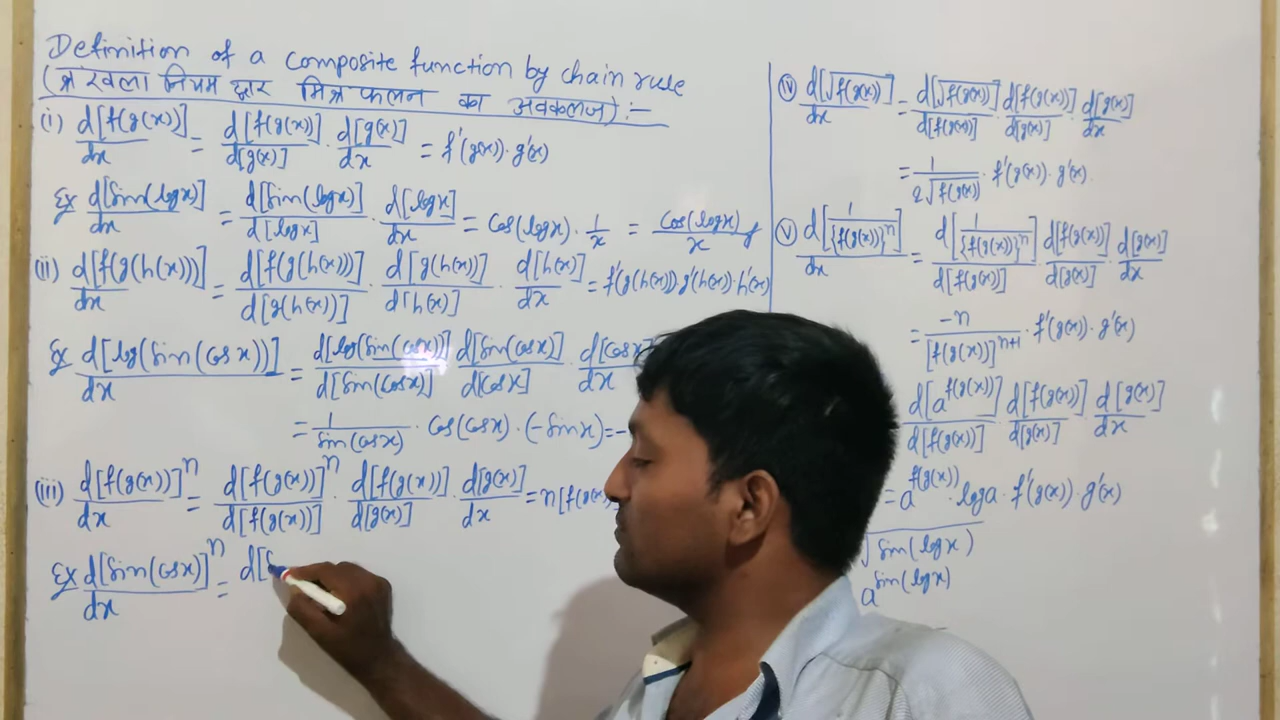 Definition of a composite function by chain rule
(श्रंखला नियम द्वारा मिश्र फलन का अवकलज) :-
(i) d[f(g(x))]/dx = d[f(g(x))]/d[g(x)] · d[g(x)]/dx = f'(g(x))·g'(x)
Ex d[Sin(logx)]/dx = d[Sin(logx)]/d[logx] · d[logx]/dx = Cos(logx)·1/x = Cos(logx)/x
(ii) d[f(g(h(x)))]/dx = d[f(g(h(x)))]/d[g(h(x))] · d[g(h(x))]/d[h(x)] · d[h(x)]/dx = f'(g(h(x)))·g'(h(x))·h'(x)
Ex d[log(Sin(Cosx))]/dx = d[log(Sin(Cosx))]/d[Sin(Cosx)] d[Sin(Cosx)]/d[Cosx] · d[Cosx]/dx
= 1/Sin(Cosx) · Cos(Cosx)·(-Sinx) = -
(iii) d[f(g(x))]^n/dx = d[f(g(x))]^n/d[f(g(x))] · d[f(g(x))]/d[g(x)] · d[g(x)]/dx = n[f(g(x)
Ex d[Sin(Cosx)]^n/dx = d[
(iv) d[√f(g(x))]/dx = d[√f(g(x))]/d[f(g(x))] d[f(g(x))]/d[g(x)] · d[g(x)]/dx
= 1/2√f(g(x)) · f'(g(x))·g'(x)
(v) d[1/{f(g(x))}^n]/dx = d[1/{f(g(x))}^n]/d[f(g(x))] d[f(g(x))]/d[g(x)] · d[g(x)]/dx
= -n/[f(g(x))]^n+1 · f'(g(x))·g'(x)
d[a^f(g(x))]/d[f(g(x))] · d[f(g(x))]/d[g(x)] · d[g(x)]/dx
= a^f(g(x)) · loga · f'(g(x))·g'(x)
√Sin(logx)
a^Sin(logx)